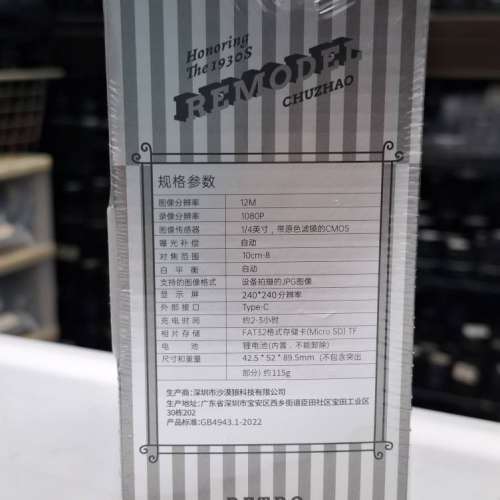 Honoring
The 1930S
REMODEL
CHUZHAO
规格参数
图像分辨率 12M
录像分辨率 1080P
图像传感器 1/4英寸，带原色滤镜的CMOS
曝光补偿 自动
对焦范围 10cm-8
白平衡 自动
支持的图像格式 设备拍摄的JPG图像
显示屏 240*240分辨率
外部接口 Type-C
充电时间 约2-3小时
相片存储 FAT32格式存储卡(Micro SD) TF
电池 锂电池(内置，不能卸除)
尺寸和重量 42.5*52*89.5mm (不包含突出
部分) 约115g
生产商:深圳市沙漠狼科技有限公司
生产地址:广东省深圳市宝安区西乡街道臣田社区宝田工业区
30栋202
产品标准:GB4943.1-2022
RETRO